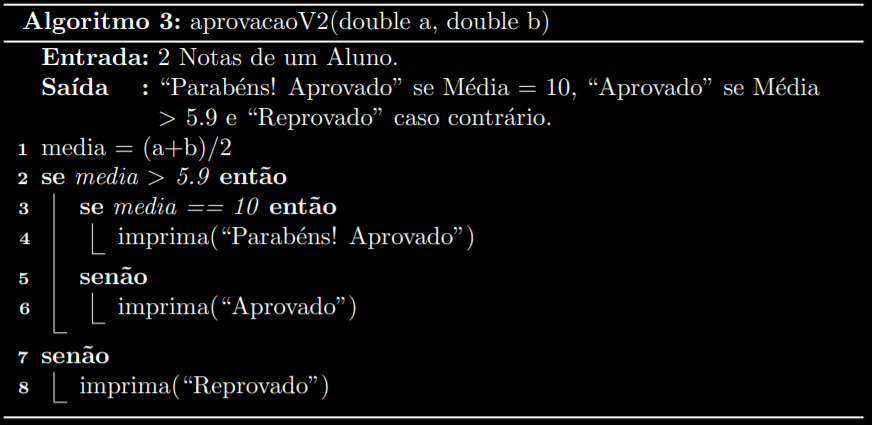 Algoritmo 3: aprovacaoV2(double a, double b)
Entrada: 2 Notas de um Aluno.
Saída : “Parabéns! Aprovado” se Média = 10, “Aprovado” se Média
> 5.9 e “Reprovado” caso contrário.
1 media = (a+b)/2
2 se media > 5.9 então
3 se media == 10 então
4 imprima(“Parabéns! Aprovado”)
5 senão
6 imprima(“Aprovado”)
7 senão
8 imprima(“Reprovado”)